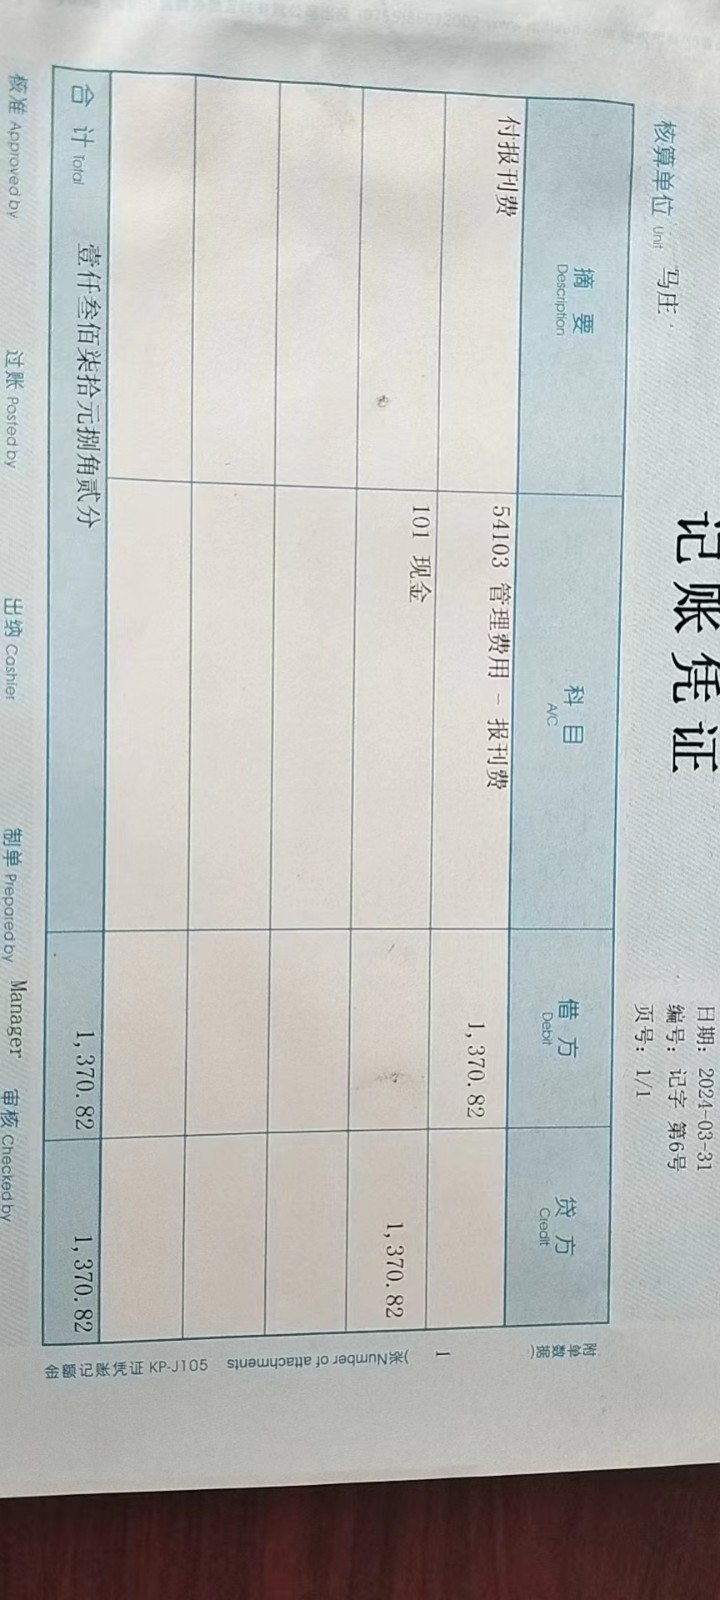 记账凭证
日期: 2024-03-31
编号: 记字 第6号
页号: 1/1
核算单位 Unit 马庄
摘要 Description 科目 A/C 借方 Debit 贷方 Credit
付报刊费 54103 管理费用 - 报刊费 1,370.82
101 现金 1,370.82
合计 Total 壹仟叁佰柒拾元捌角贰分 1,370.82 1,370.82
附单数据( 1 张)Number of attachments
金额记账凭证 KP-J105
核准 Approved by 过账 Posted by 出纳 Cashier 制单 Prepared by Manager 审核 Checked by